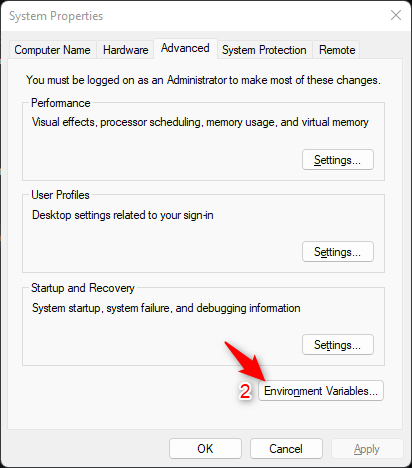 System Properties
Computer Name Hardware Advanced System Protection Remote
You must be logged on as an Administrator to make most of these changes.
Performance
Visual effects, processor scheduling, memory usage, and virtual memory
Settings...
User Profiles
Desktop settings related to your sign-in
Settings...
Startup and Recovery
System startup, system failure, and debugging information
Settings...
2 Environment Variables...
OK Cancel Apply